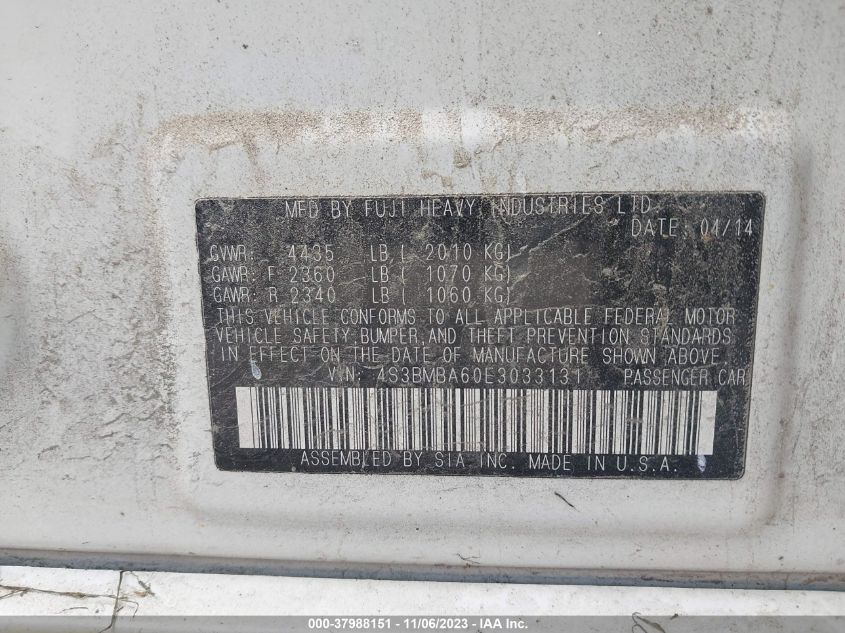 MFD BY FUJI HEAVY INDUSTRIES LTD.
DATE: 04/14
GVWR: 4435 LB ( 2010 KG)
GAWR: F 2360 LB ( 1070 KG)
GAWR: R 2340 LB ( 1060 KG)
THIS VEHICLE CONFORMS TO ALL APPLICABLE FEDERAL MOTOR
VEHICLE SAFETY, BUMPER, AND THEFT PREVENTION STANDARDS
IN EFFECT ON THE DATE OF MANUFACTURE SHOWN ABOVE.
VIN: 4S3BMBA60E3033131 PASSENGER CAR
ASSEMBLED BY SIA INC. MADE IN U.S.A.
000-37988151 - 11/06/2023 - IAA Inc.